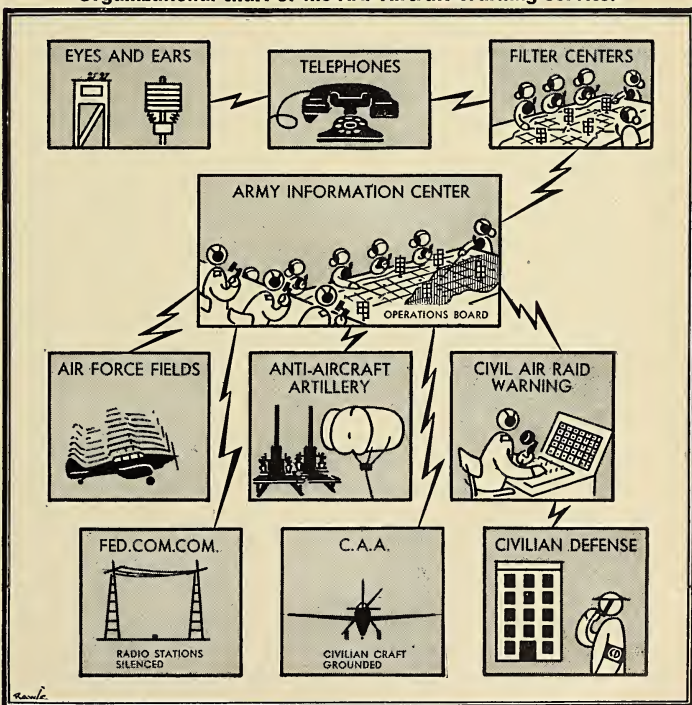 EYES AND EARS
TELEPHONES
FILTER CENTERS
ARMY INFORMATION CENTER
OPERATIONS BOARD
AIR FORCE FIELDS
ANTI-AIRCRAFT
ARTILLERY
CIVIL AIR RAID
WARNING
FED.COM.COM.
RADIO STATIONS
SILENCED
C.A.A.
CIVILIAN CRAFT
GROUNDED
CIVILIAN DEFENSE